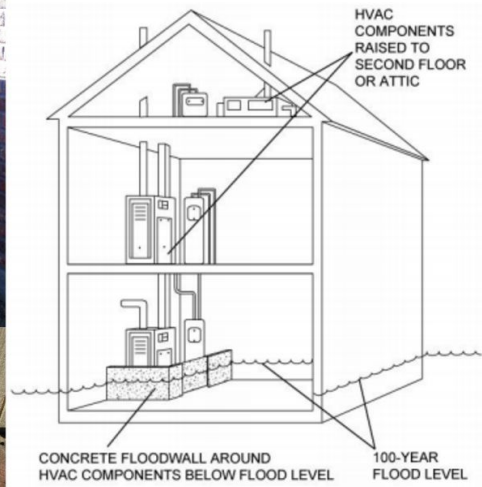 HVAC
COMPONENTS
RAISED TO
SECOND FLOOR
OR ATTIC
CONCRETE FLOODWALL AROUND
HVAC COMPONENTS BELOW FLOOD LEVEL
100-YEAR
FLOOD LEVEL